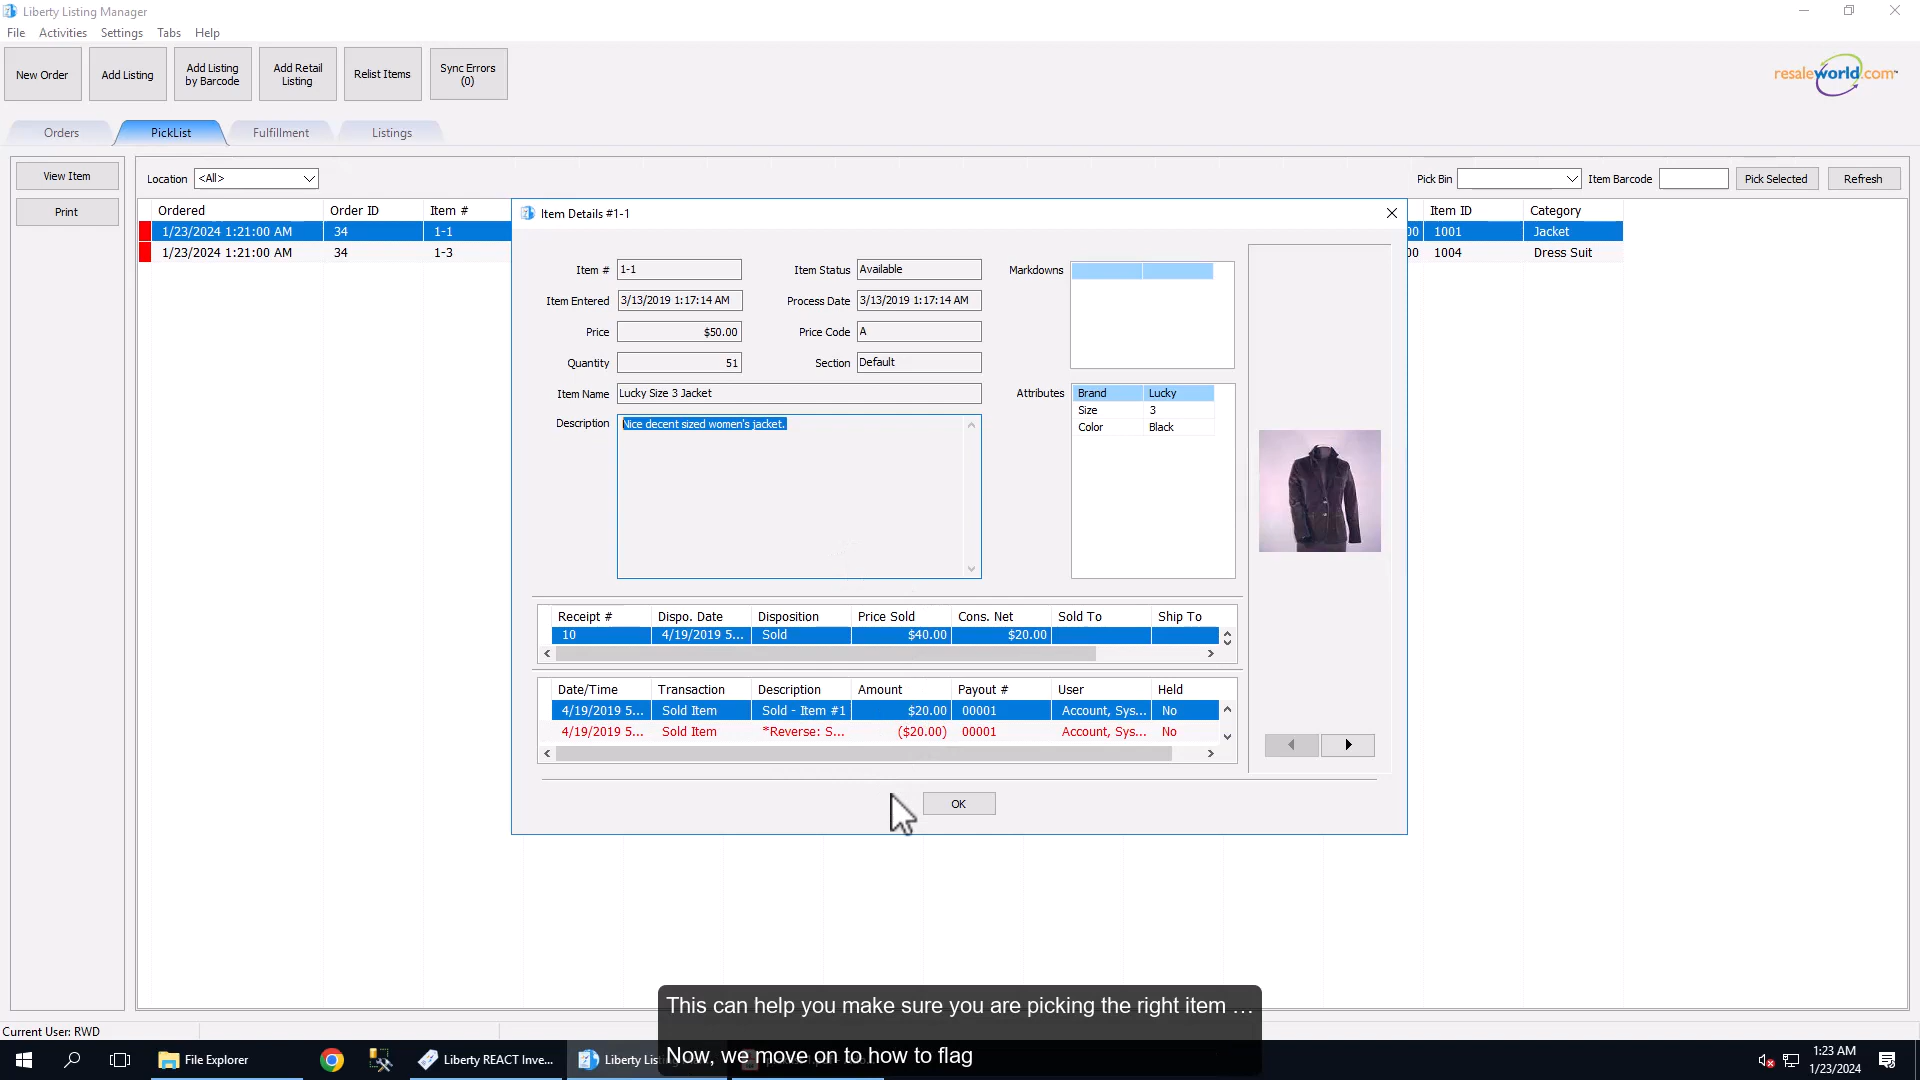 Liberty Listing Manager
File Activities Settings Tabs Help
New Order
Add Listing
Add Listing
by Barcode
Add Retail
Listing
Relist Items
Sync Errors
(0)
resaleworld.com™
Orders PickList Fulfillment Listings
View Item
Print
Location <All> Pick Bin Item Barcode Pick Selected Refresh
Ordered Order ID Item # Item ID Category
1/23/2024 1:21:00 AM 34 1-1 00 1001 Jacket
1/23/2024 1:21:00 AM 34 1-3 00 1004 Dress Suit
Item Details #1-1
Item # 1-1 Item Status Available Markdowns
Item Entered 3/13/2019 1:17:14 AM Process Date 3/13/2019 1:17:14 AM
Price $50.00 Price Code A
Quantity 51 Section Default
Item Name Lucky Size 3 Jacket
Attributes Brand Lucky
Size 3
Color Black
Description Nice decent sized women's jacket.
Receipt # Dispo. Date Disposition Price Sold Cons. Net Sold To Ship To
10 4/19/2019 5... Sold $40.00 $20.00
Date/Time Transaction Description Amount Payout # User Held
4/19/2019 5... Sold Item Sold - Item #1 $20.00 00001 Account, Sys... No
4/19/2019 5... Sold Item *Reverse: S... ($20.00) 00001 Account, Sys... No
OK
This can help you make sure you are picking the right item …
Now, we move on to how to flag
Current User: RWD
File Explorer Liberty REACT Inve... Liberty Lis
1:23 AM
1/23/2024